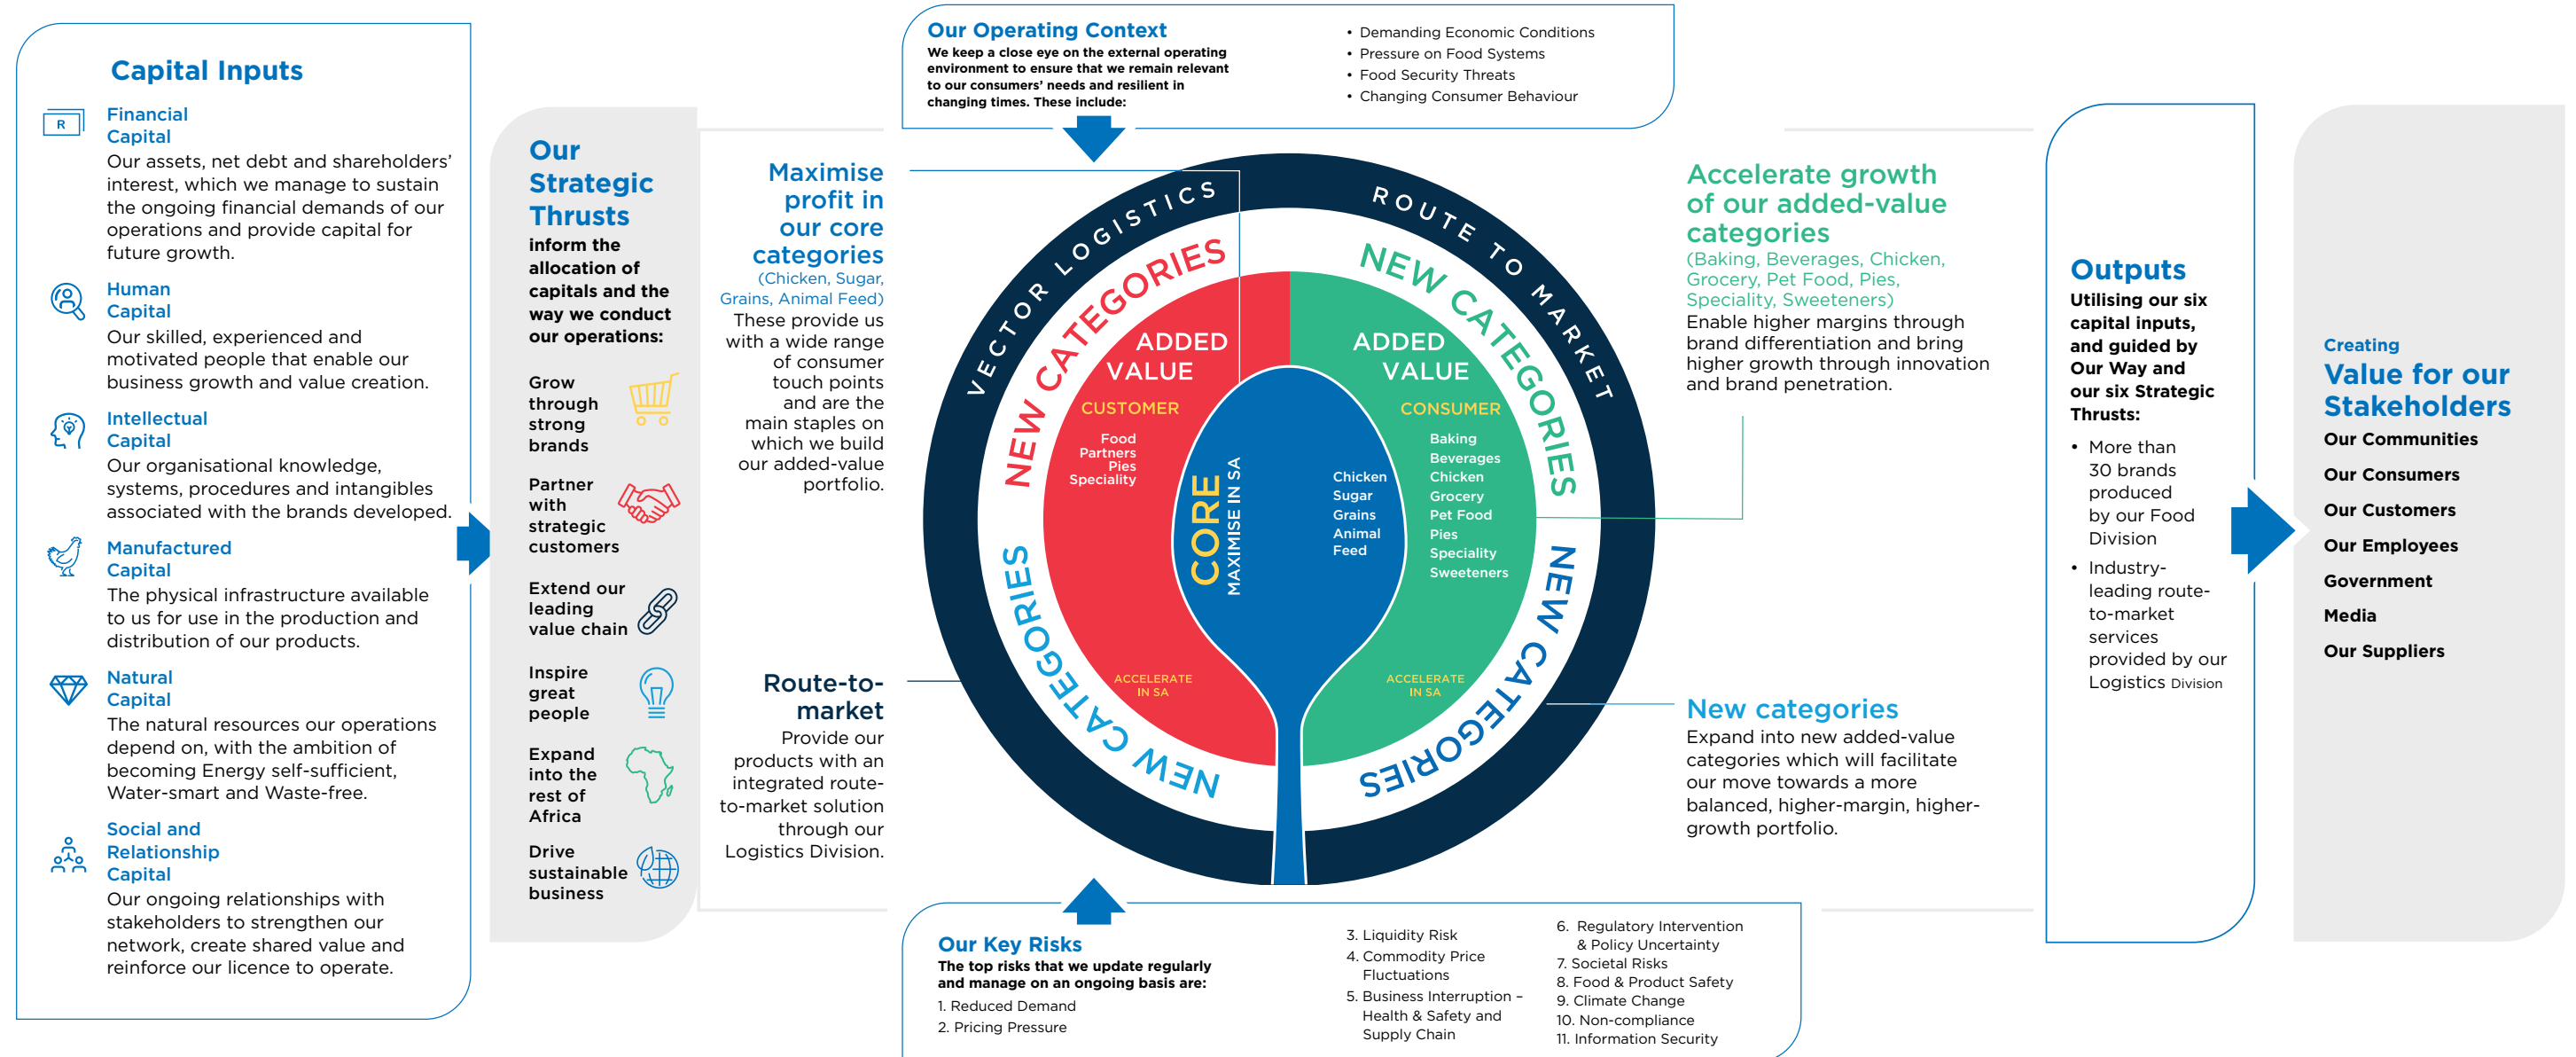 Capital Inputs
R
Financial
Capital
Our assets, net debt and shareholders’
interest, which we manage to sustain
the ongoing financial demands of our
operations and provide capital for
future growth.
Human
Capital
Our skilled, experienced and
motivated people that enable our
business growth and value creation.
Intellectual
Capital
Our organisational knowledge,
systems, procedures and intangibles
associated with the brands developed.
Manufactured
Capital
The physical infrastructure available
to us for use in the production and
distribution of our products.
Natural
Capital
The natural resources our operations
depend on, with the ambition of
becoming Energy self-sufficient,
Water-smart and Waste-free.
Social and
Relationship
Capital
Our ongoing relationships with
stakeholders to strengthen our
network, create shared value and
reinforce our licence to operate.
Our
Strategic
Thrusts
inform the
allocation of
capitals and the
way we conduct
our operations:
Grow
through
strong
brands
Partner
with
strategic
customers
Extend our
leading
value chain
Inspire
great
people
Expand
into the
rest of
Africa
Drive
sustainable
business
Our Operating Context
We keep a close eye on the external operating
environment to ensure that we remain relevant
to our consumers’ needs and resilient in
changing times. These include:
• Demanding Economic Conditions
• Pressure on Food Systems
• Food Security Threats
• Changing Consumer Behaviour
Maximise
profit in
our core
categories
(Chicken, Sugar,
Grains, Animal Feed)
These provide us
with a wide range
of consumer
touch points
and are the
main staples on
which we build
our added-value
portfolio.
Route-to-
market
Provide our
products with an
integrated route-
to-market solution
through our
Logistics Division.
VECTOR LOGISTICS
ROUTE TO MARKET
NEW CATEGORIES
NEW CATEGORIES
NEW CATEGORIES
NEW CATEGORIES
ADDED
VALUE
CUSTOMER
Food
Partners
Pies
Speciality
ACCELERATE
IN SA
CORE
MAXIMISE IN SA
Chicken
Sugar
Grains
Animal
Feed
ADDED
VALUE
CONSUMER
Baking
Beverages
Chicken
Grocery
Pet Food
Pies
Speciality
Sweeteners
ACCELERATE
IN SA
Accelerate growth
of our added-value
categories
(Baking, Beverages, Chicken,
Grocery, Pet Food, Pies,
Speciality, Sweeteners)
Enable higher margins through
brand differentiation and bring
higher growth through innovation
and brand penetration.
New categories
Expand into new added-value
categories which will facilitate
our move towards a more
balanced, higher-margin, higher-
growth portfolio.
Our Key Risks
The top risks that we update regularly
and manage on an ongoing basis are:
1. Reduced Demand
2. Pricing Pressure
3. Liquidity Risk
4. Commodity Price
Fluctuations
5. Business Interruption –
Health & Safety and
Supply Chain
6. Regulatory Intervention
& Policy Uncertainty
7. Societal Risks
8. Food & Product Safety
9. Climate Change
10. Non-compliance
11. Information Security
Outputs
Utilising our six
capital inputs,
and guided by
Our Way and
our six Strategic
Thrusts:
• More than
30 brands
produced
by our Food
Division
• Industry-
leading route-
to-market
services
provided by our
Logistics Division
Creating
Value for our
Stakeholders
Our Communities
Our Consumers
Our Customers
Our Employees
Government
Media
Our Suppliers